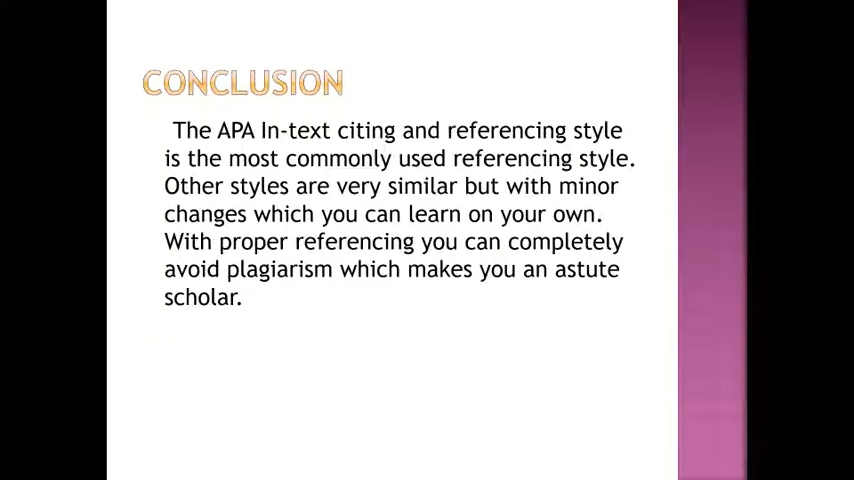 CONCLUSION
The APA In-text citing and referencing style
is the most commonly used referencing style.
Other styles are very similar but with minor
changes which you can learn on your own.
With proper referencing you can completely
avoid plagiarism which makes you an astute
scholar.